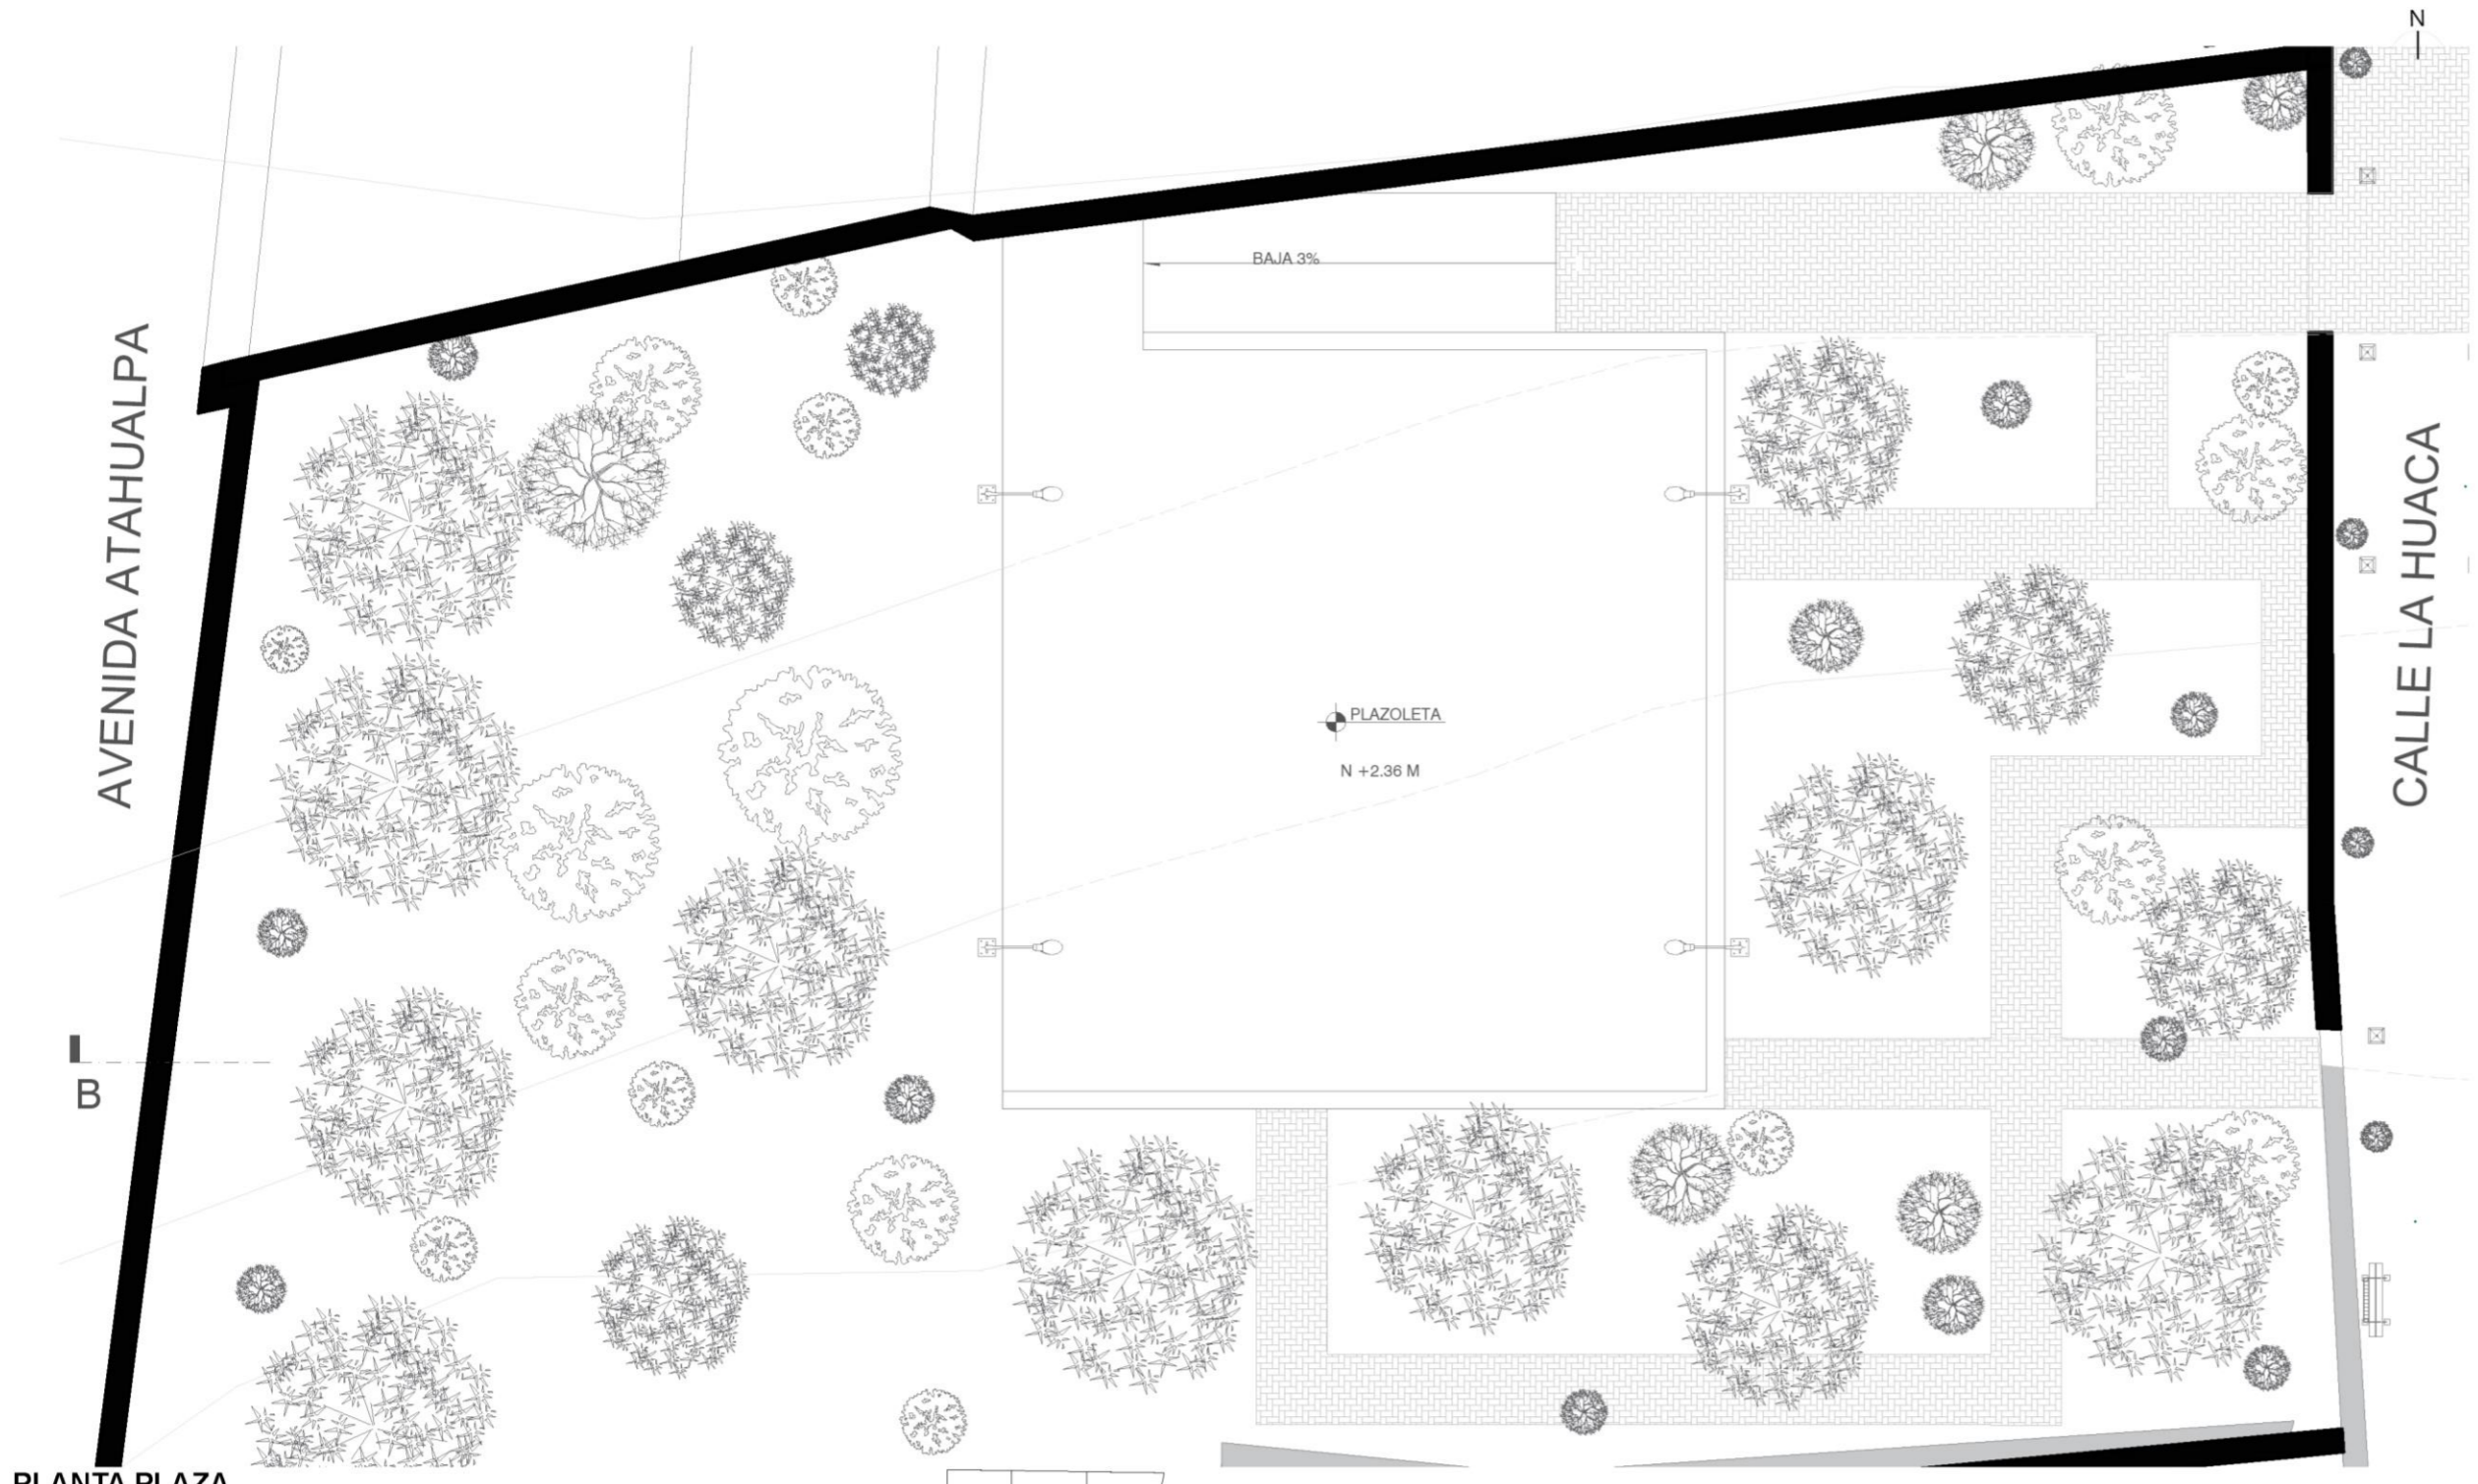 N
BAJA 3%
AVENIDA ATAHUALPA
CALLE LA HUACA
PLAZOLETA
N +2.36 M
B
PLANTA PLAZA